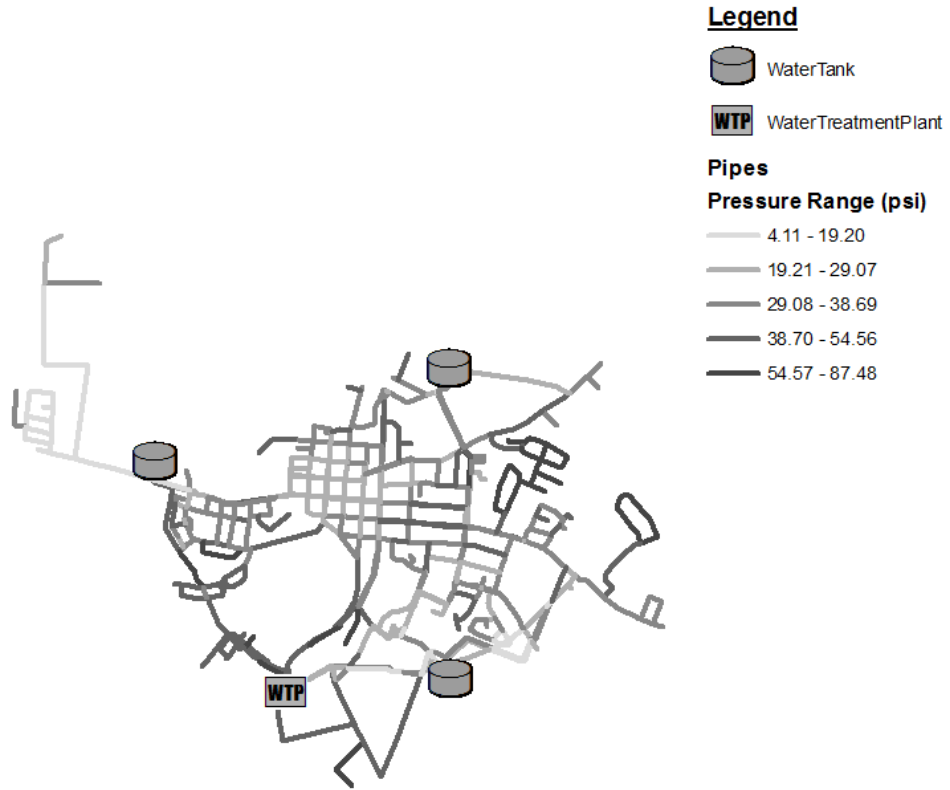 Legend
WaterTank
WTP WaterTreatmentPlant
Pipes
Pressure Range (psi)
4.11 - 19.20
19.21 - 29.07
29.08 - 38.69
38.70 - 54.56
54.57 - 87.48
WTP